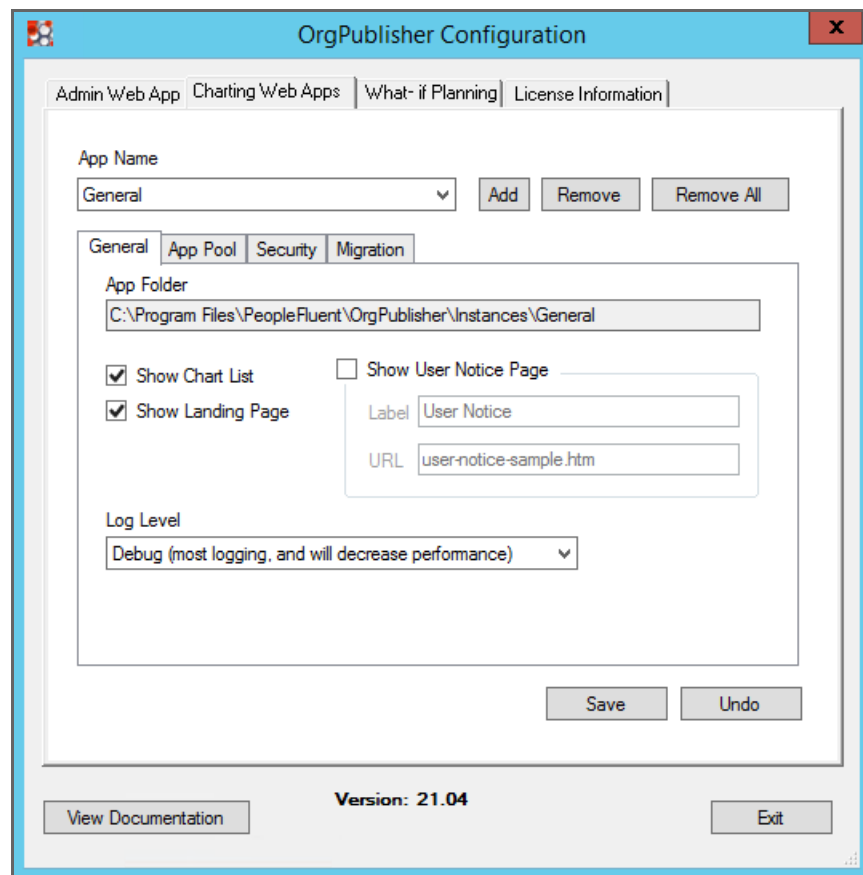 OrgPublisher Configuration
x
Admin Web App Charting Web Apps What- if Planning License Information
App Name
General Add Remove Remove All
General App Pool Security Migration
App Folder
C:\Program Files\PeopleFluent\OrgPublisher\Instances\General
Show Chart List Show User Notice Page
Show Landing Page Label User Notice
URL user-notice-sample.htm
Log Level
Debug (most logging, and will decrease performance)
Save Undo
Version: 21.04
View Documentation Exit